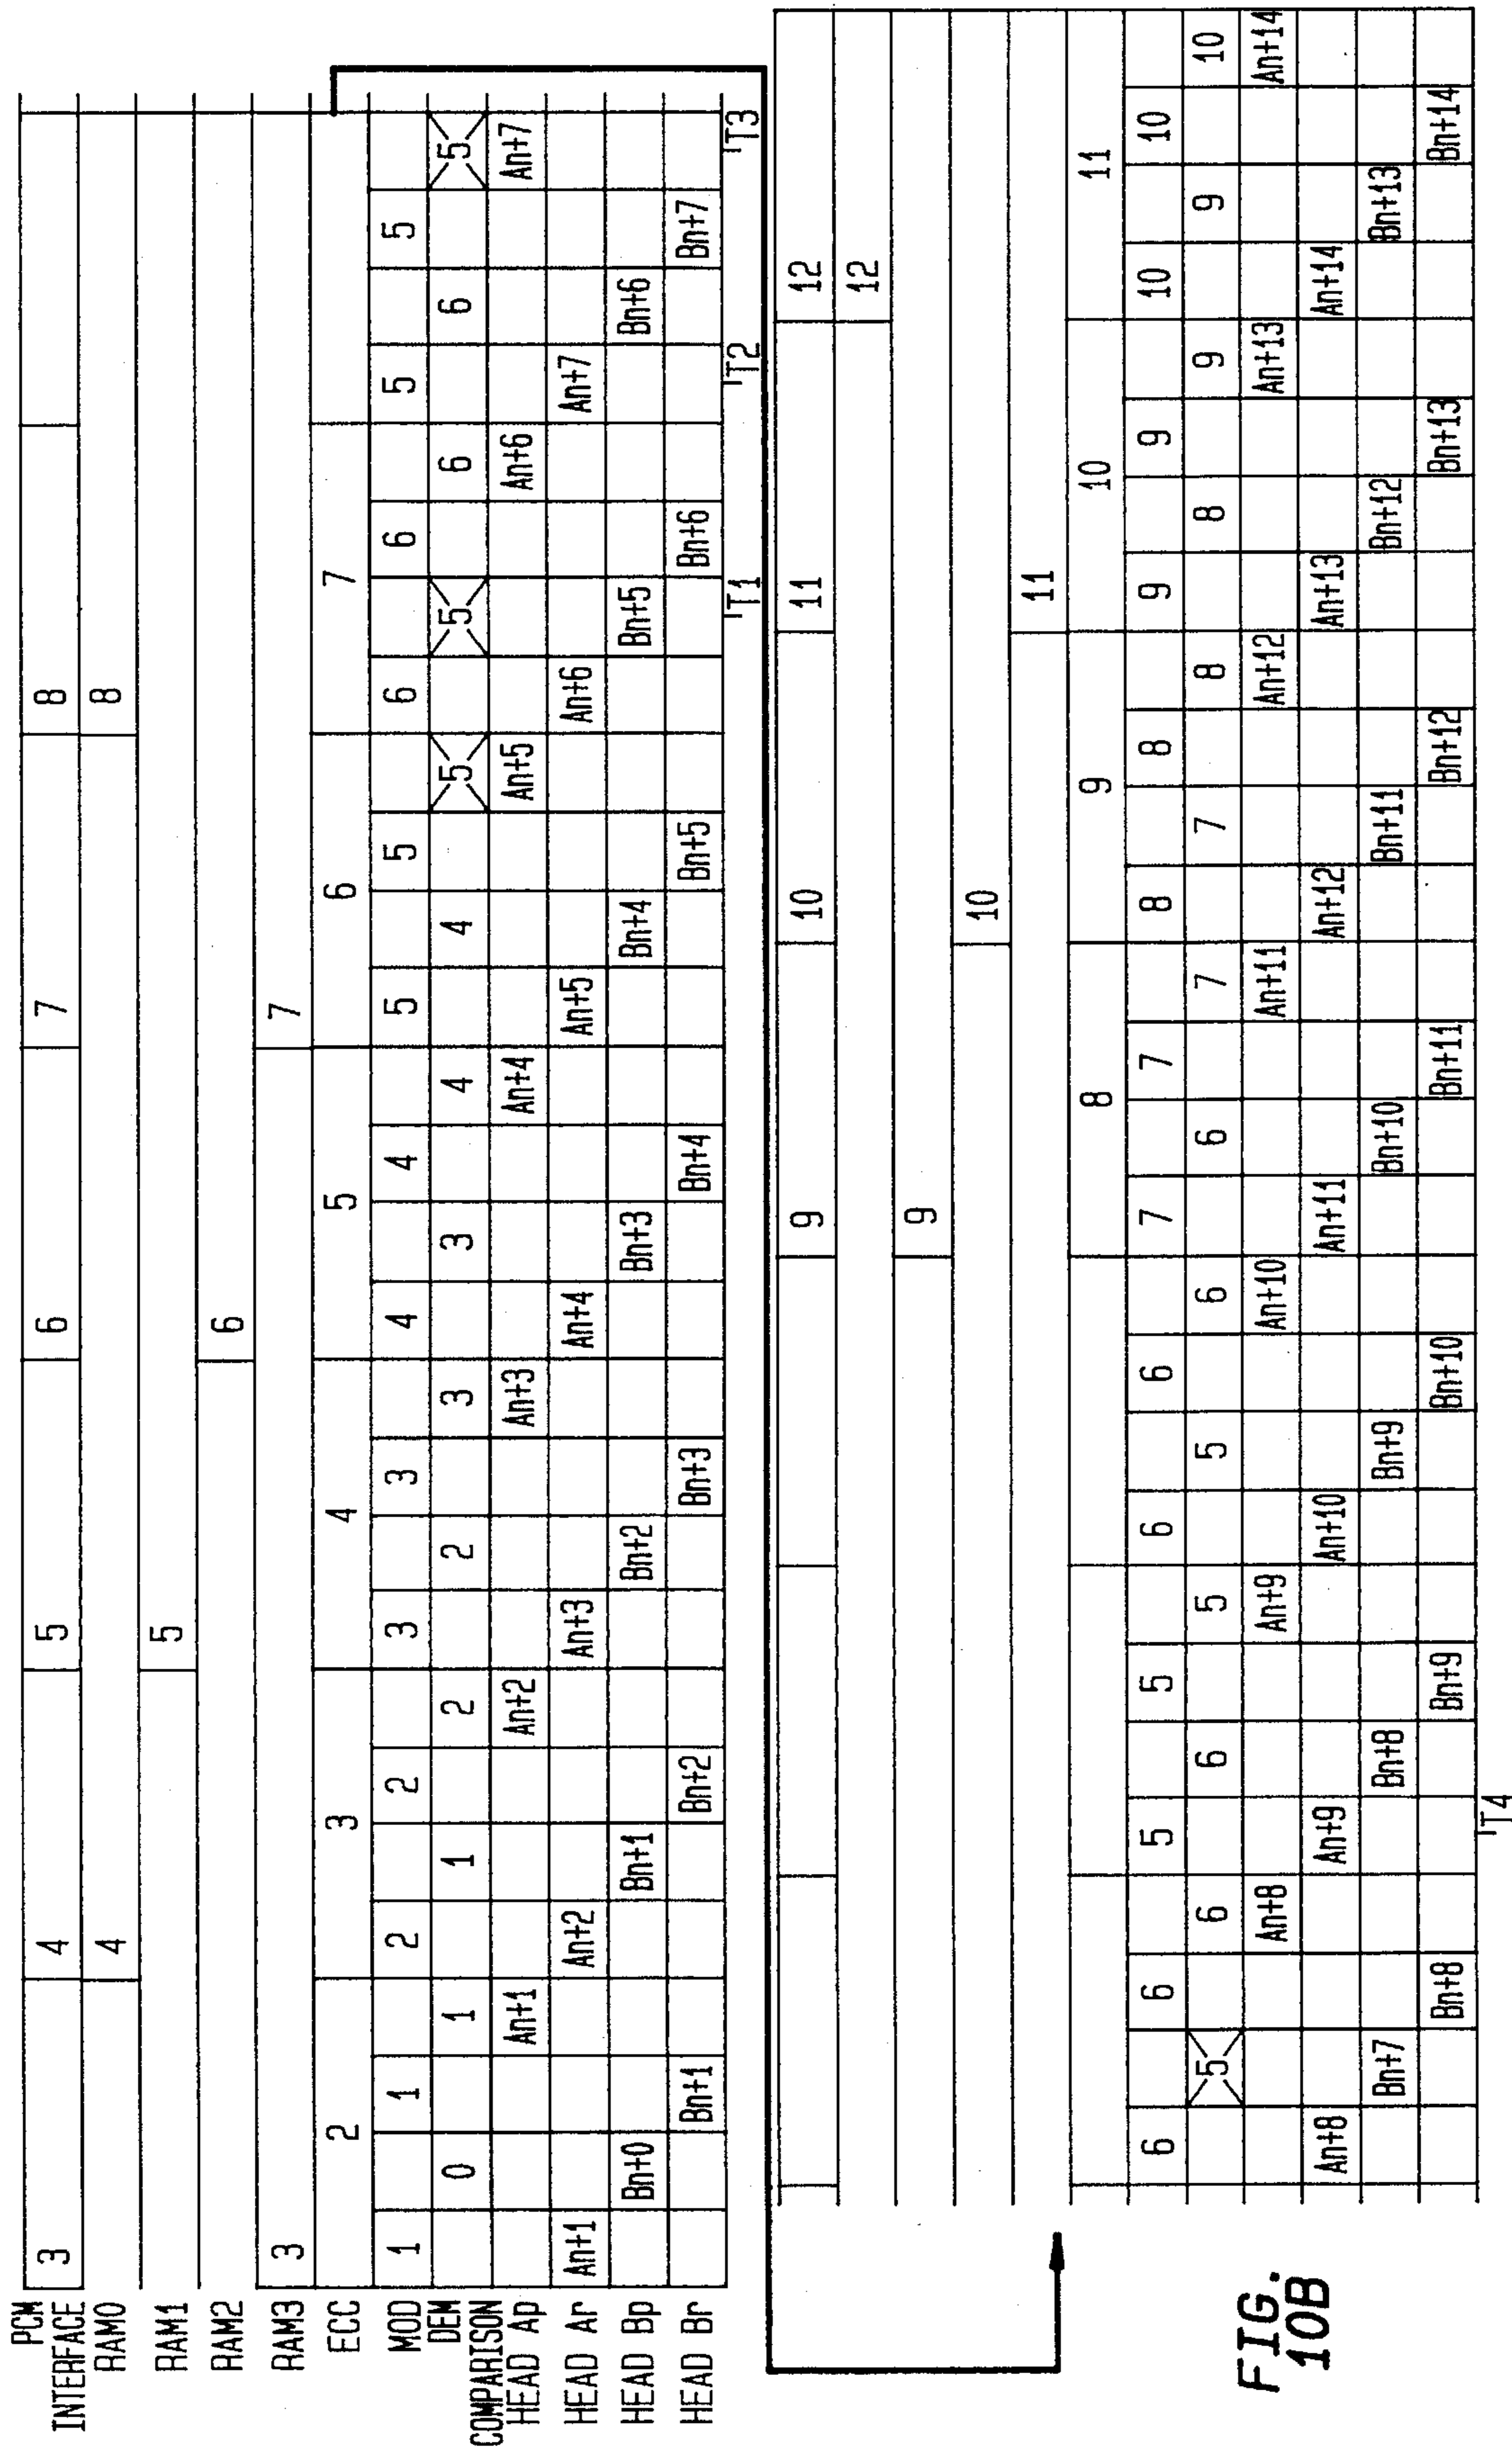 PCM
INTERFACE 3 4 5 6 7 8
RAM0 4 8
RAM1 5
RAM2 6
RAM3 3 7
ECC 2 3 4 5 6 7
MOD 1 1 2 2 3 3 4 4 5 5 6 6 5 5
DEM
COMPARISON 0 1 1 2 2 3 3 4 4 5 5 6 6 5
HEAD Ap An+1 An+2 An+3 An+4 An+5 An+6 An+7
HEAD Ar An+1 An+2 An+3 An+4 An+5 An+6 An+7
HEAD Bp Bn+0 Bn+1 Bn+2 Bn+3 Bn+4 Bn+5 Bn+6
HEAD Br Bn+1 Bn+2 Bn+3 Bn+4 Bn+5 Bn+6 Bn+7
T1 T2 T3
9 10 11 12
12
9
10
11
8 9 10 11
6 6 5 5 6 6 7 7 8 8 9 9 10 10
5 6 6 5 5 6 6 7 7 8 8 9 9 10
An+8 An+9 An+10 An+11 An+12 An+13 An+14
An+8 An+9 An+10 An+11 An+12 An+13 An+14
Bn+7 Bn+8 Bn+9 Bn+10 Bn+11 Bn+12 Bn+13
Bn+8 Bn+9 Bn+10 Bn+11 Bn+12 Bn+13 Bn+14
T4
FIG.
10B